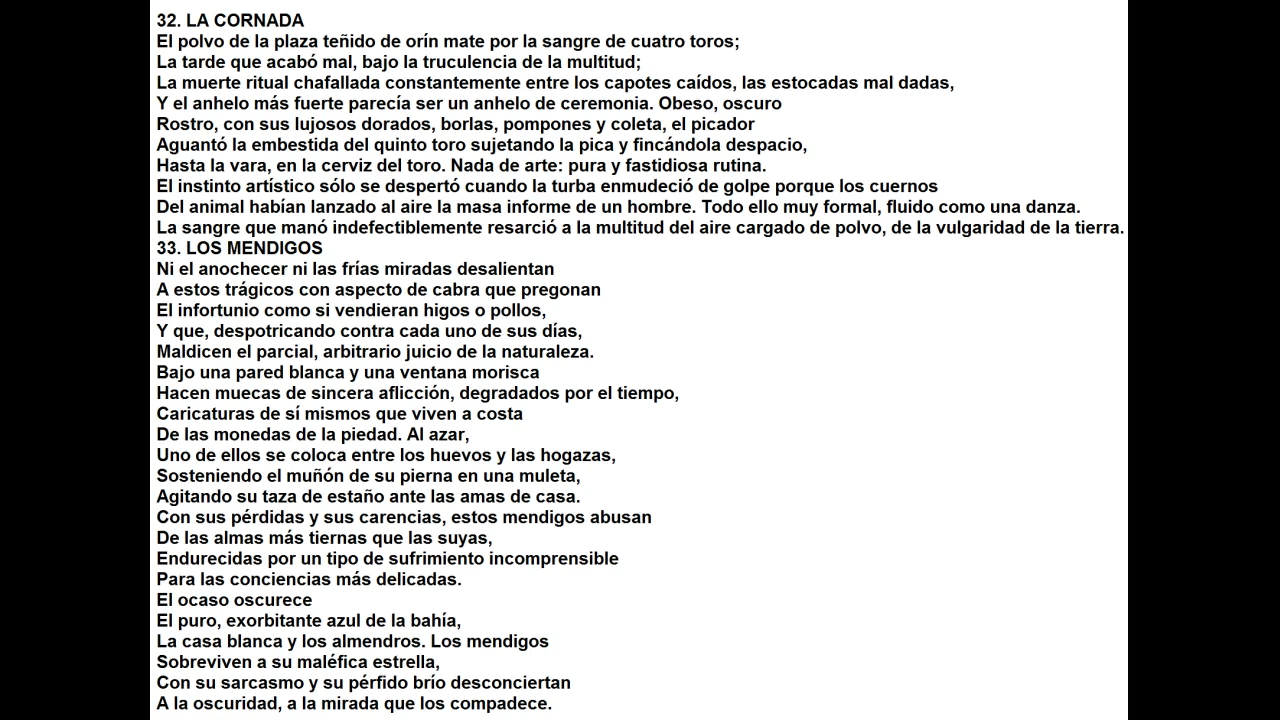 32. LA CORNADA
El polvo de la plaza teñido de orín mate por la sangre de cuatro toros;
La tarde que acabó mal, bajo la truculencia de la multitud;
La muerte ritual chafallada constantemente entre los capotes caídos, las estocadas mal dadas,
Y el anhelo más fuerte parecía ser un anhelo de ceremonia. Obeso, oscuro
Rostro, con sus lujosos dorados, borlas, pompones y coleta, el picador
Aguantó la embestida del quinto toro sujetando la pica y fincándola despacio,
Hasta la vara, en la cerviz del toro. Nada de arte: pura y fastidiosa rutina.
El instinto artístico sólo se despertó cuando la turba enmudeció de golpe porque los cuernos
Del animal habían lanzado al aire la masa informe de un hombre. Todo ello muy formal, fluido como una danza.
La sangre que manó indefectiblemente resarció a la multitud del aire cargado de polvo, de la vulgaridad de la tierra.
33. LOS MENDIGOS
Ni el anochecer ni las frías miradas desalientan
A estos trágicos con aspecto de cabra que pregonan
El infortunio como si vendieran higos o pollos,
Y que, despotricando contra cada uno de sus días,
Maldicen el parcial, arbitrario juicio de la naturaleza.
Bajo una pared blanca y una ventana morisca
Hacen muecas de sincera aflicción, degradados por el tiempo,
Caricaturas de sí mismos que viven a costa
De las monedas de la piedad. Al azar,
Uno de ellos se coloca entre los huevos y las hogazas,
Sosteniendo el muñón de su pierna en una muleta,
Agitando su taza de estaño ante las amas de casa.
Con sus pérdidas y sus carencias, estos mendigos abusan
De las almas más tiernas que las suyas,
Endurecidas por un tipo de sufrimiento incomprensible
Para las conciencias más delicadas.
El ocaso oscurece
El puro, exorbitante azul de la bahía,
La casa blanca y los almendros. Los mendigos
Sobreviven a su maléfica estrella,
Con su sarcasmo y su pérfido brío desconciertan
A la oscuridad, a la mirada que los compadece.